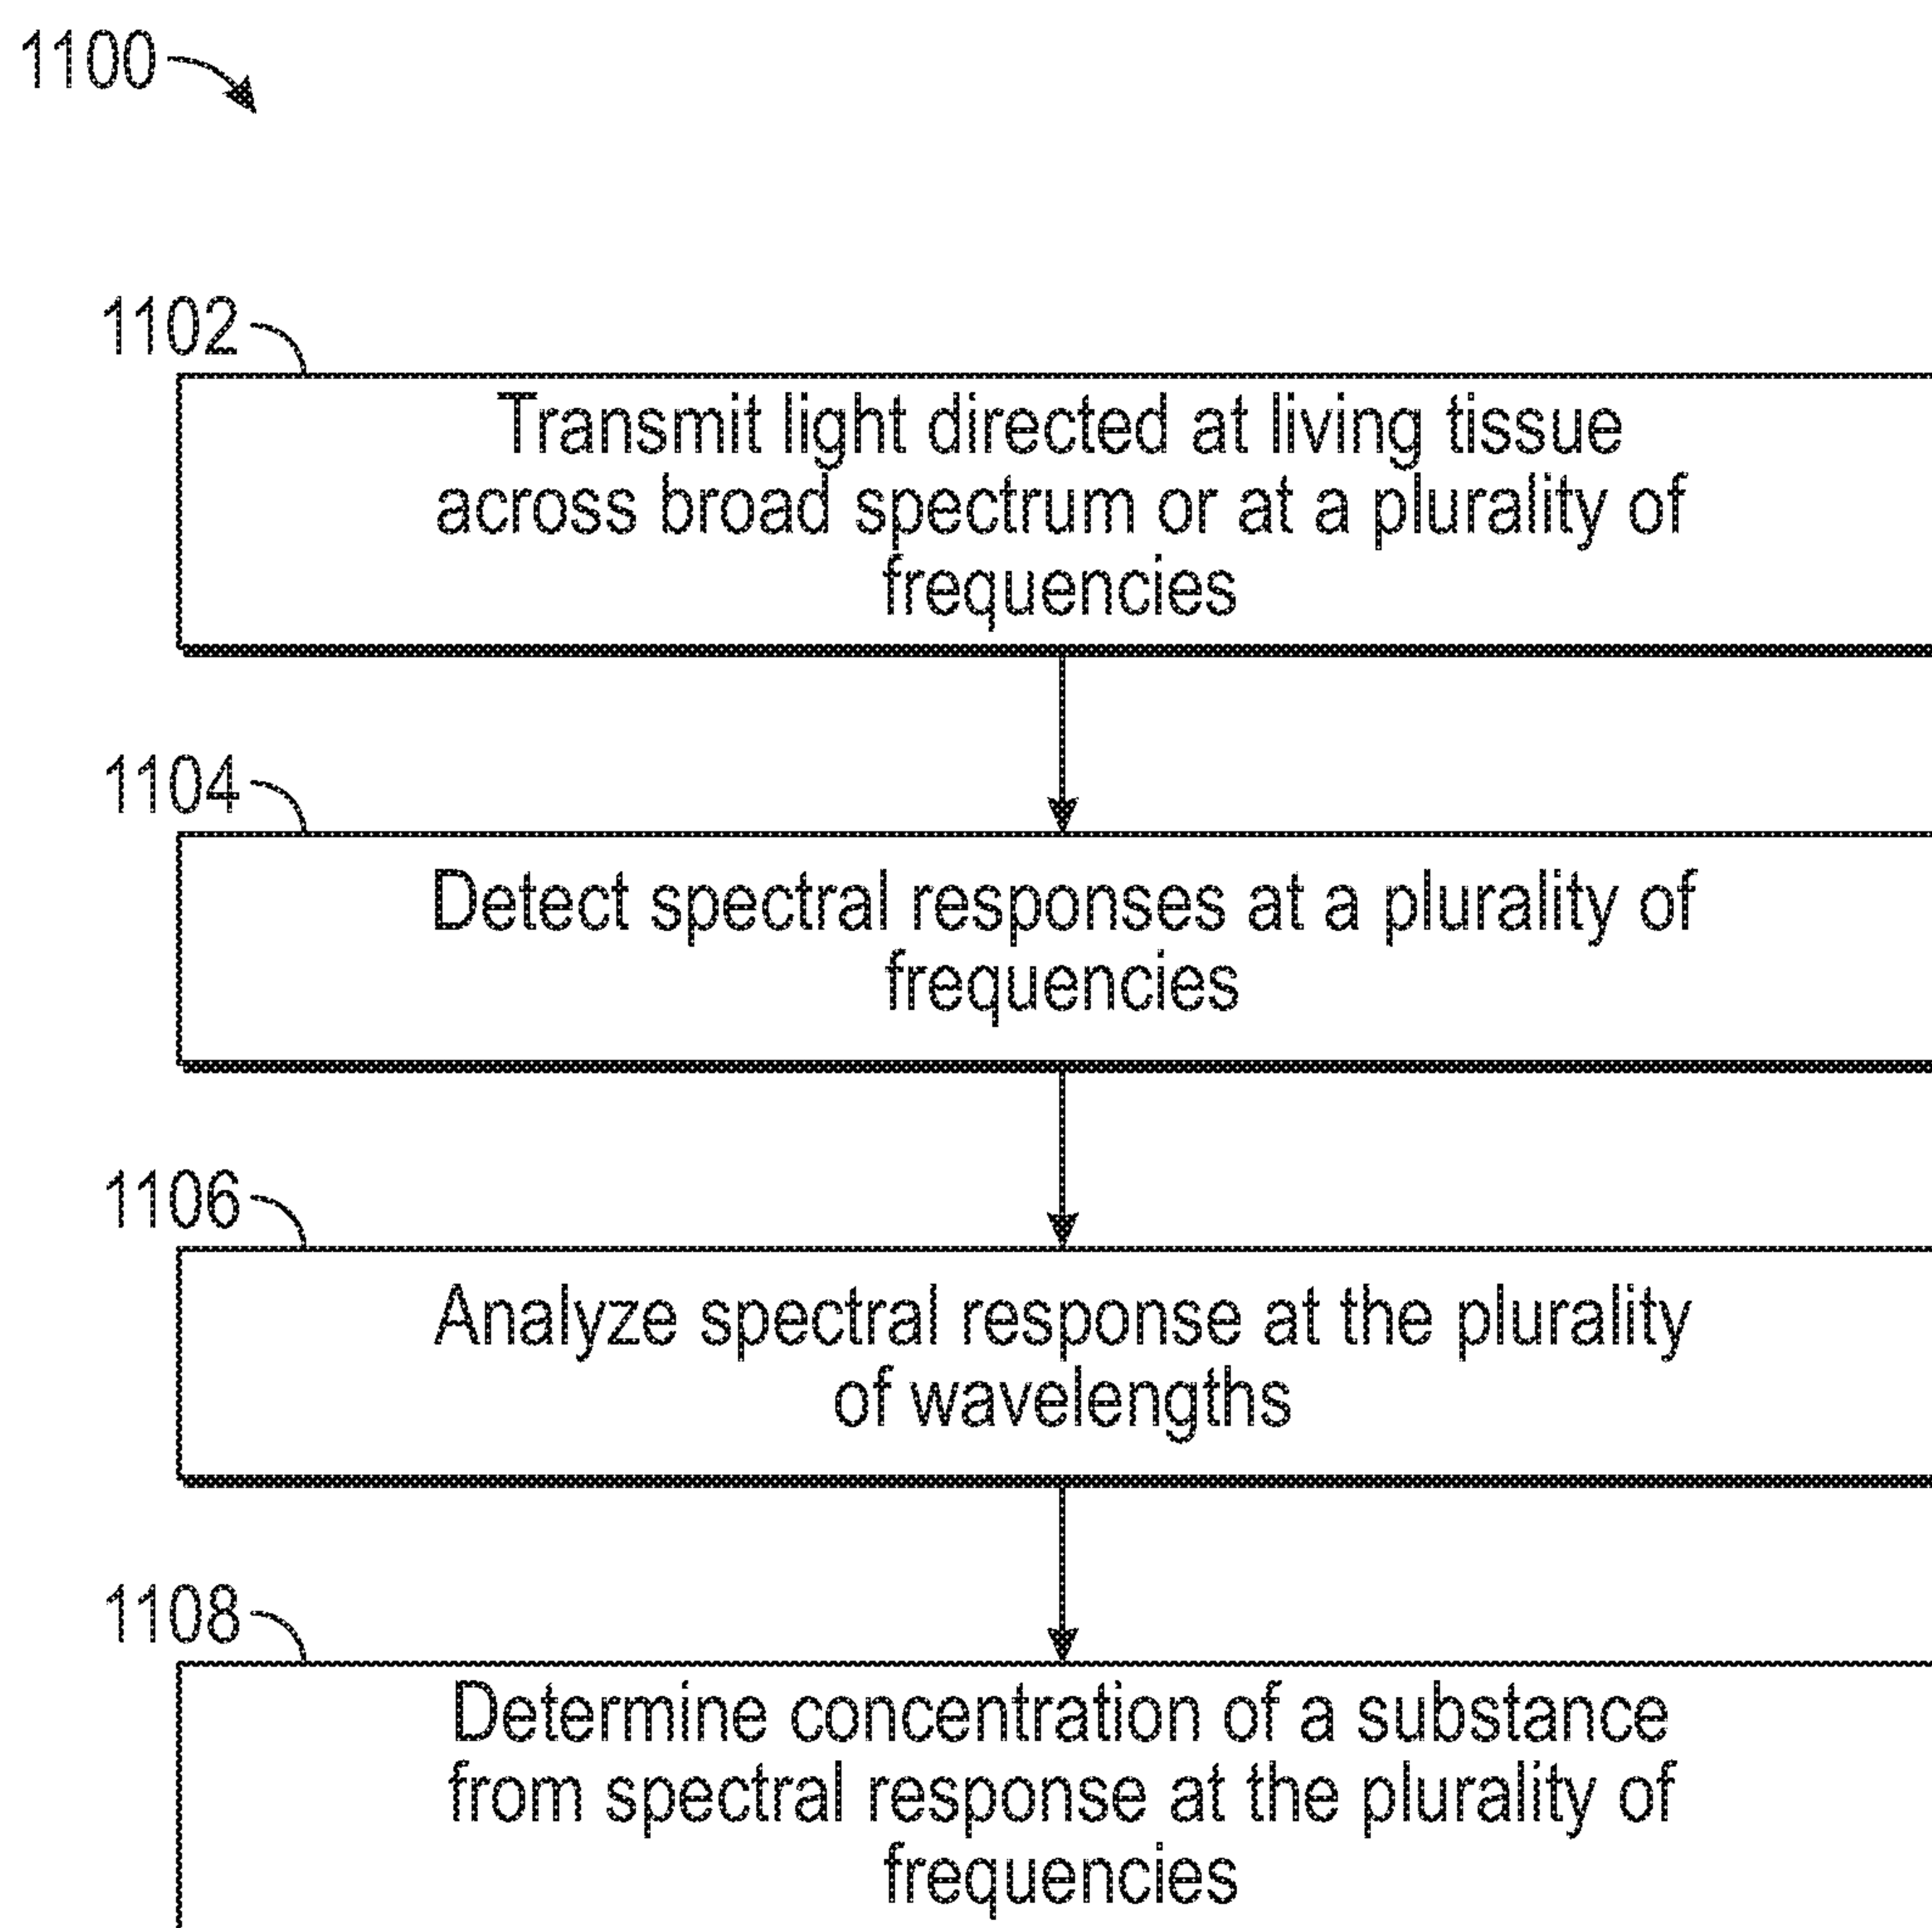 1100
1102
Transmit light directed at living tissue
across broad spectrum or at a plurality of
frequencies
1104
Detect spectral responses at a plurality of
frequencies
1106
Analyze spectral response at the plurality
of wavelengths
1108
Determine concentration of a substance
from spectral response at the plurality of
frequencies